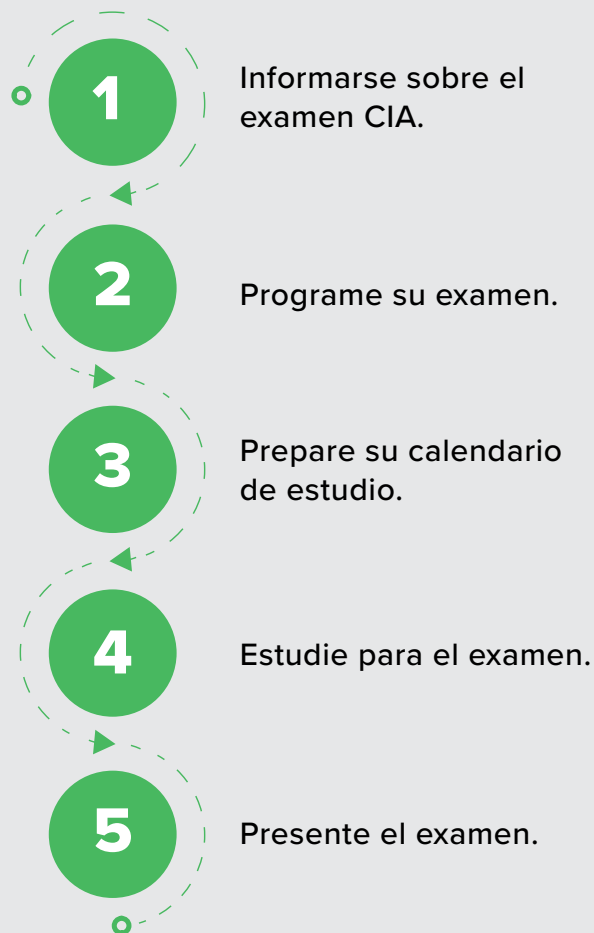 1
Informarse sobre el
examen CIA.
2
Programe su examen.
3
Prepare su calendario
de estudio.
4
Estudie para el examen.
5
Presente el examen.